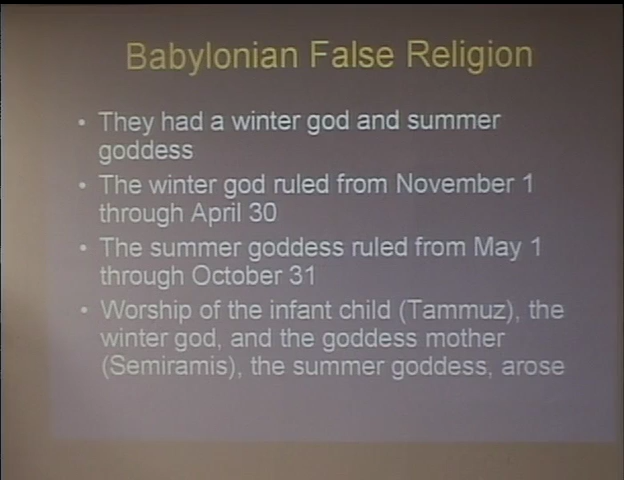 Babylonian False Religion
• They had a winter god and summer
goddess
• The winter god ruled from November 1
through April 30
• The summer goddess ruled from May 1
through October 31
• Worship of the infant child (Tammuz), the
winter god, and the goddess mother
(Semiramis), the summer goddess, arose